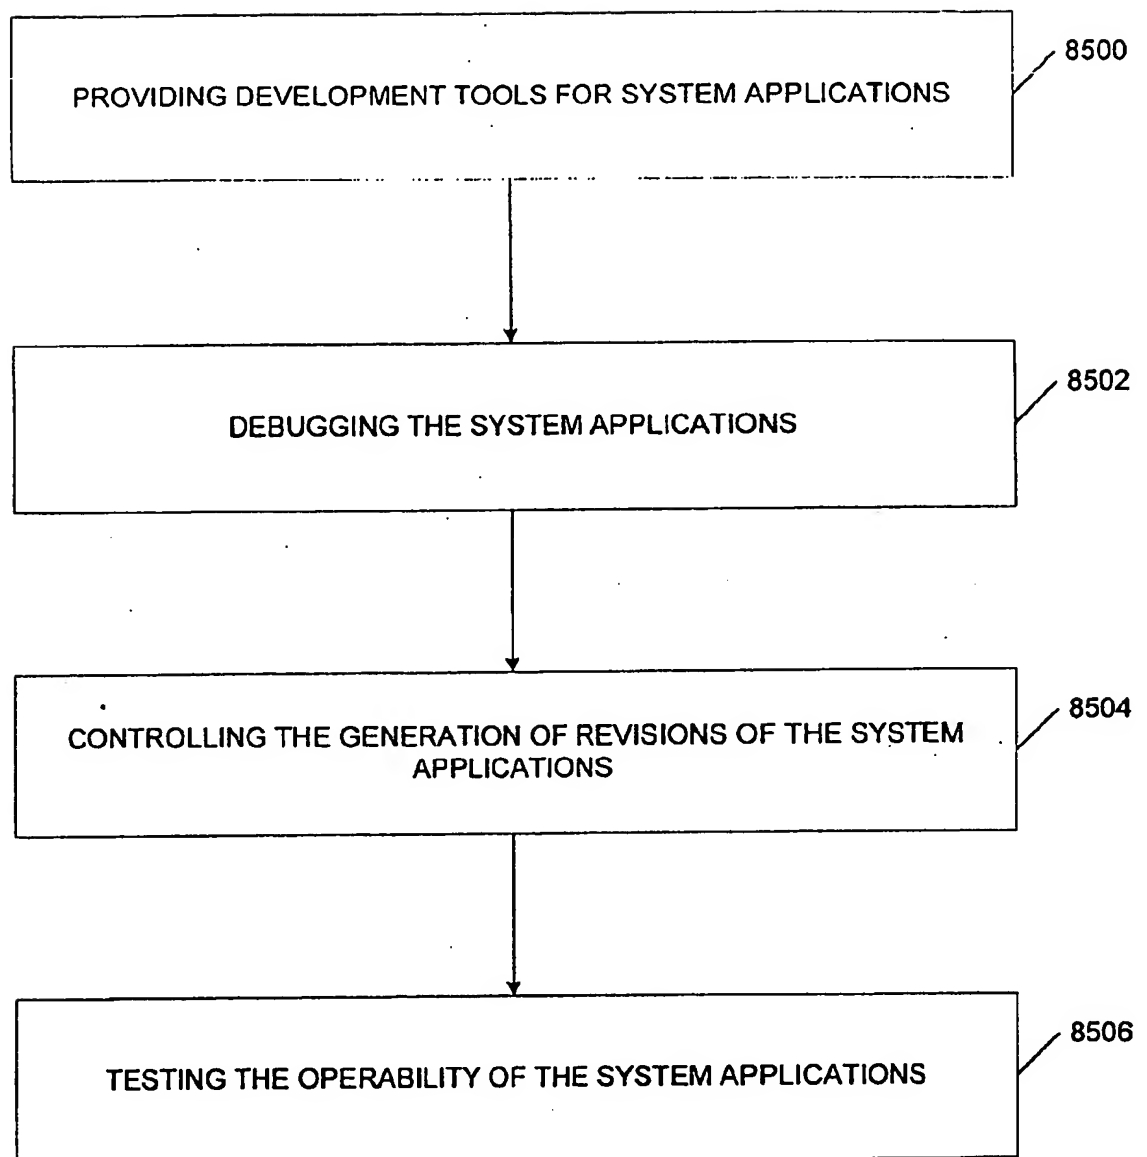 PROVIDING DEVELOPMENT TOOLS FOR SYSTEM APPLICATIONS
8500
DEBUGGING THE SYSTEM APPLICATIONS
8502
CONTROLLING THE GENERATION OF REVISIONS OF THE SYSTEM
APPLICATIONS
8504
TESTING THE OPERABILITY OF THE SYSTEM APPLICATIONS
8506